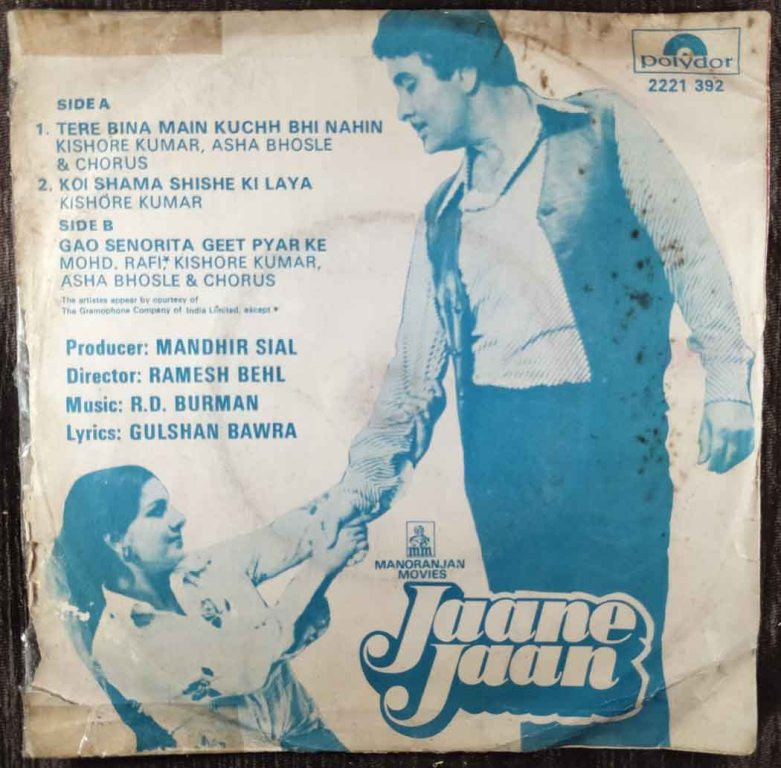 polydor
2221 392
SIDE A
1. TERE BINA MAIN KUCHH BHI NAHIN
KISHORE KUMAR, ASHA BHOSLE
& CHORUS
2. KOI SHAMA SHISHE KI LAYA
KISHORE KUMAR
SIDE B
GAO SENORITA GEET PYAR KE
MOHD, RAFI,* KISHORE KUMAR,
ASHA BHOSLE & CHORUS
The artistes appear by courtesy of
The Gramophone Company of India Limited, except *
Producer: MANDHIR SIAL
Director: RAMESH BEHL
Music: R.D. BURMAN
Lyrics: GULSHAN BAWRA
mm
MANORANJAN
MOVIES
Jaane
Jaan